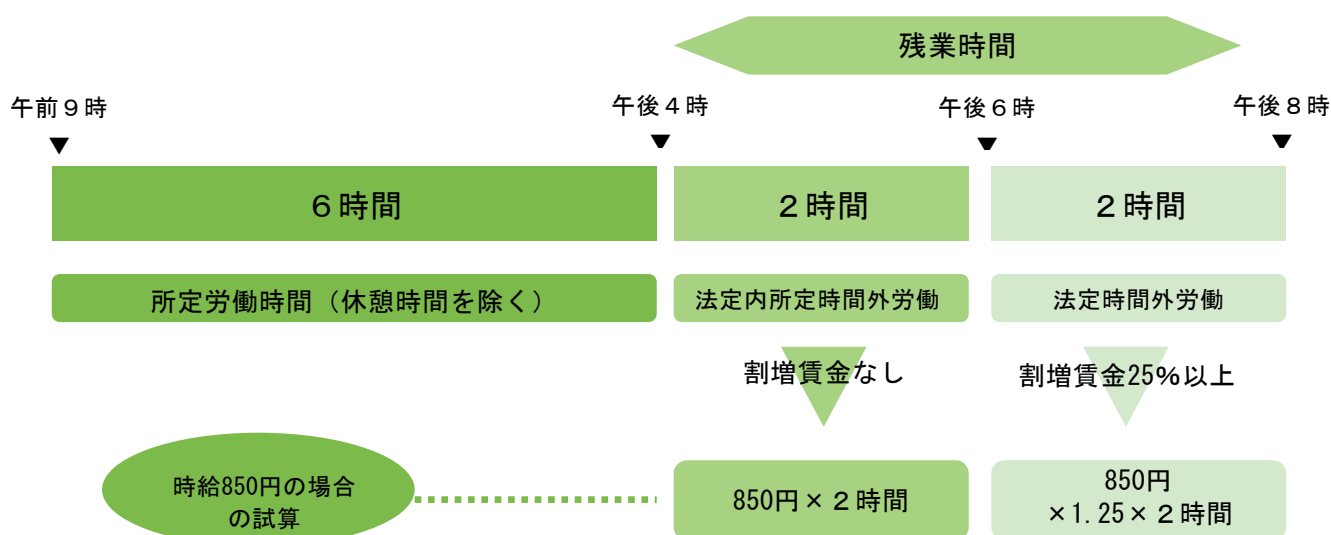 残業時間
午前９時
午後４時
午後６時
午後８時
６時間
２時間
２時間
所定労働時間（休憩時間を除く）
法定内所定時間外労働
法定時間外労働
割増賃金なし
割増賃金25%以上
時給850円の場合
の試算
850円×２時間
850円
×1.25×２時間